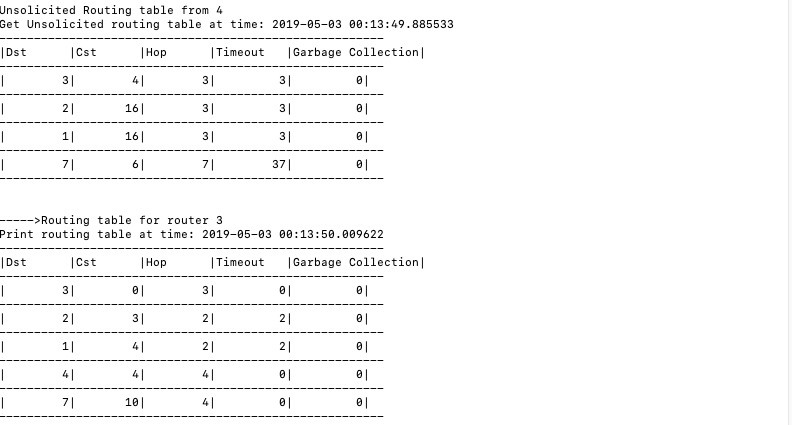 Unsolicited Routing table from 4
Get Unsolicited routing table at time: 2019-05-03 00:13:49.885533
-------------------------------------------------------
|Dst      |Cst      |Hop      |Timeout   |Garbage Collection|
-------------------------------------------------------
|        3|        4|        3|         3|         0|
-------------------------------------------------------
|        2|       16|        3|         3|         0|
-------------------------------------------------------
|        1|       16|        3|         3|         0|
-------------------------------------------------------
|        7|        6|        7|        37|         0|
-------------------------------------------------------
----->Routing table for router 3
Print routing table at time: 2019-05-03 00:13:50.009622
-------------------------------------------------------
|Dst      |Cst      |Hop      |Timeout   |Garbage Collection|
-------------------------------------------------------
|        3|        0|        3|         0|         0|
-------------------------------------------------------
|        2|        3|        2|         2|         0|
-------------------------------------------------------
|        1|        4|        2|         2|         0|
-------------------------------------------------------
|        4|        4|        4|         0|         0|
-------------------------------------------------------
|        7|       10|        4|         0|         0|
-------------------------------------------------------